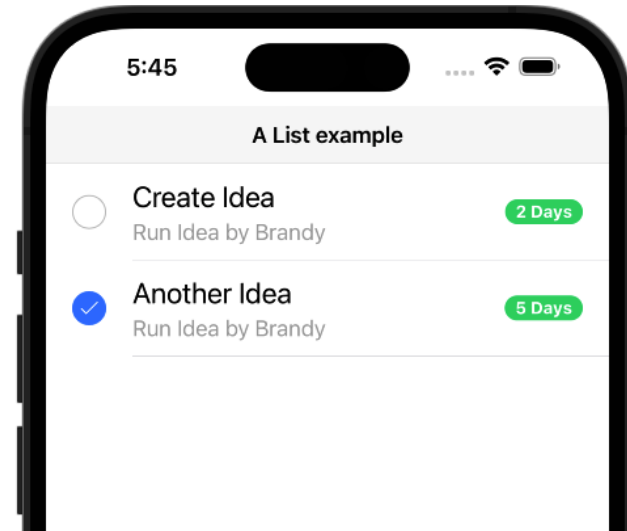 5:45
A List example
Create Idea
Run Idea by Brandy
2 Days
Another Idea
Run Idea by Brandy
5 Days